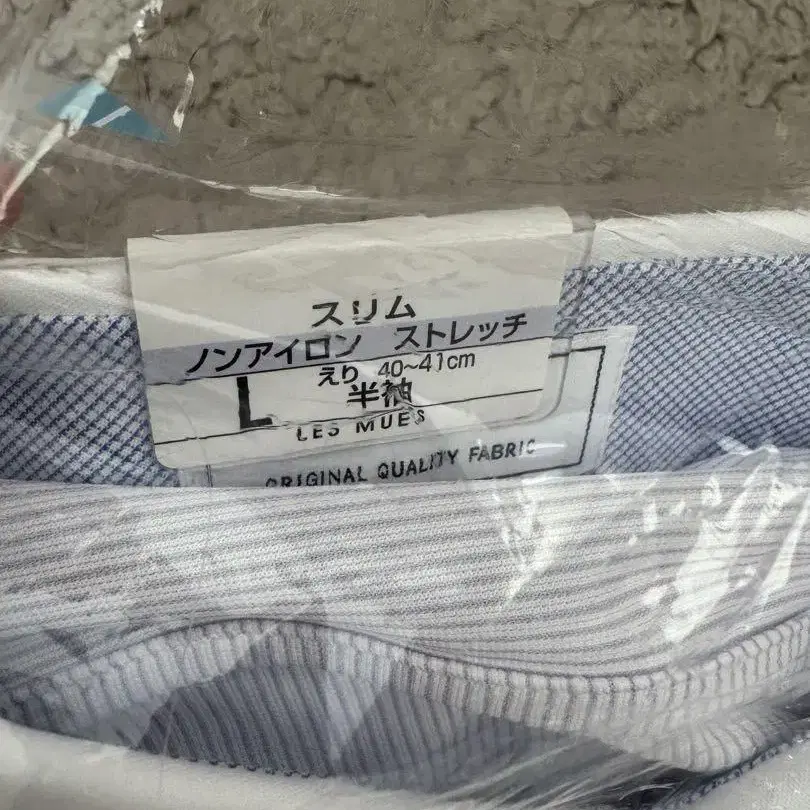 スリム
ノンアイロン ストレッチ
えり 40~41cm
L 半袖
LES MUES
ORIGINAL QUALITY FABRIC